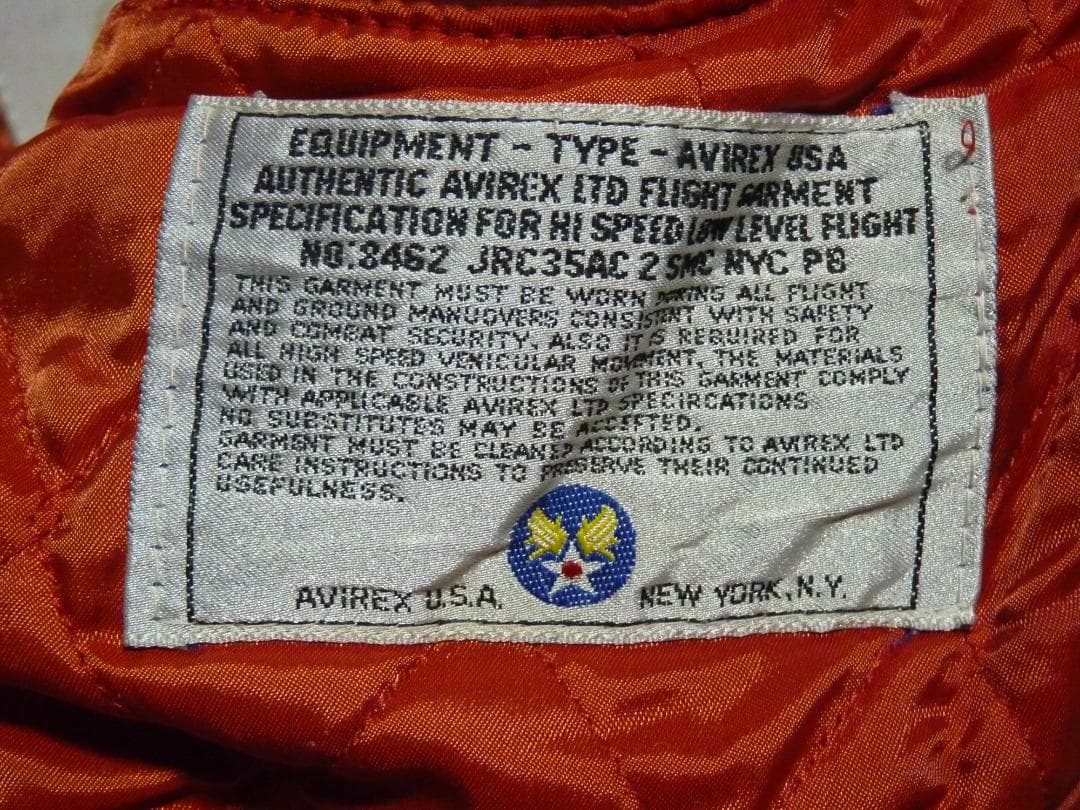 EQUIPMENT - TYPE - AVIREX USA
AUTHENTIC AVIREX LTD FLIGHT GARMENT
SPECIFICATION FOR HI SPEED LOW LEVEL FLIGHT
NO:8462 JRC35AC 2 SMC NYC PB
THIS GARMENT MUST BE WORN DURING ALL FLIGHT
AND GROUND MANUOVERS CONSISTENT WITH SAFETY
AND COMBAT SECURITY. ALSO IT IS REQUIRED FOR
ALL HIGH SPEED VEHICULAR MOVEMENT. THE MATERIALS
USED IN THE CONSTRUCTIONS OF THIS GARMENT COMPLY
WITH APPLICABLE AVIREX LTD SPECIRCATIONS
NO SUBSTITUTES MAY BE ACCEPTED.
GARMENT MUST BE CLEANED ACCORDING TO AVIREX LTD
CARE INSTRUCTIONS TO PRESERVE THEIR CONTINUED
USEFULNESS.
AVIREX U.S.A. NEW YORK, N.Y.